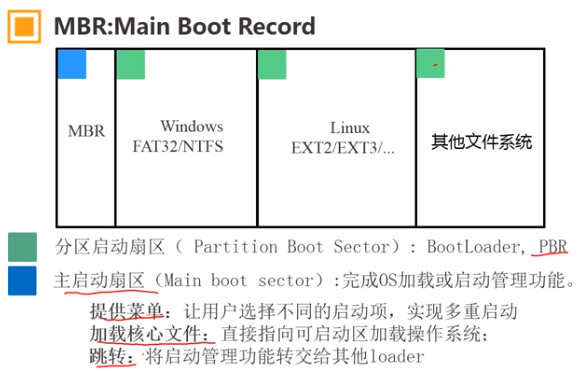 MBR:Main Boot Record
MBR
Windows
FAT32/NTFS
Linux
EXT2/EXT3/...
其他文件系统
分区启动扇区（ Partition Boot Sector）: BootLoader, PBR
主启动扇区（Main boot sector）:完成OS加载或启动管理功能。
提供菜单: 让用户选择不同的启动项, 实现多重启动
加载核心文件: 直接指向可启动区加载操作系统;
跳转: 将启动管理功能转交给其他loader